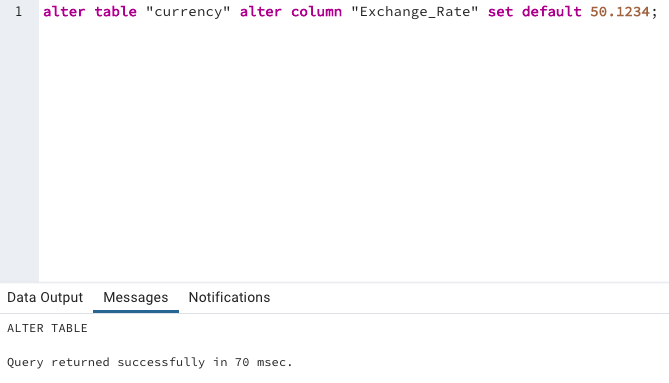 1 alter table "currency" alter column "Exchange_Rate" set default 50.1234;
Data Output Messages Notifications
ALTER TABLE
Query returned successfully in 70 msec.